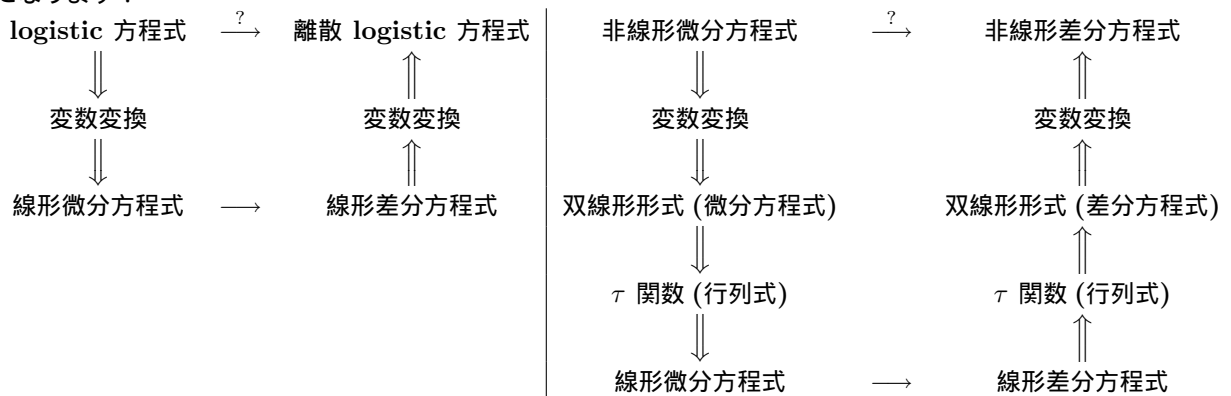 logistic 方程式 ? ⟶ 離散 logistic 方程式 非線形微分方程式 ? ⟶ 非線形差分方程式
変数変換 変数変換 変数変換 変数変換
線形微分方程式 ⟶ 線形差分方程式 双線形形式 (微分方程式) 双線形形式 (差分方程式)
τ 関数 (行列式) τ 関数 (行列式)
線形微分方程式 ⟶ 線形差分方程式